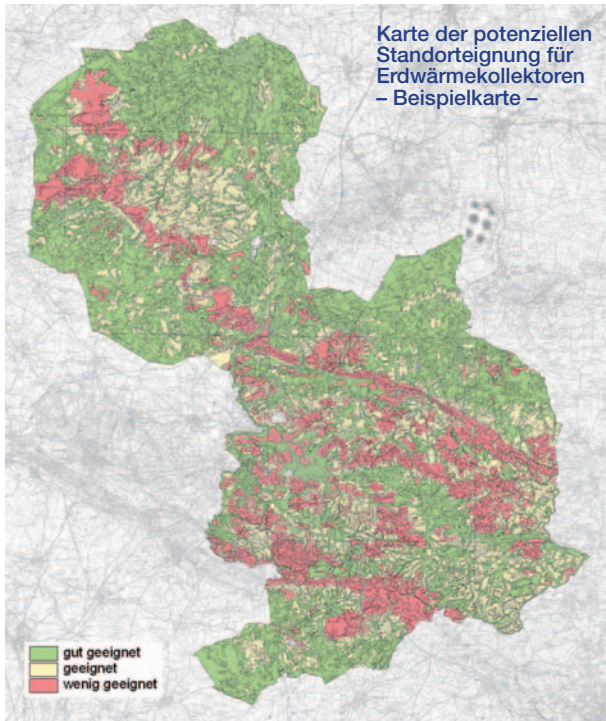 Karte der potenziellen
Standorteignung für
Erdwärmekollektoren
– Beispielkarte –
gut geeignet
geeignet
wenig geeignet